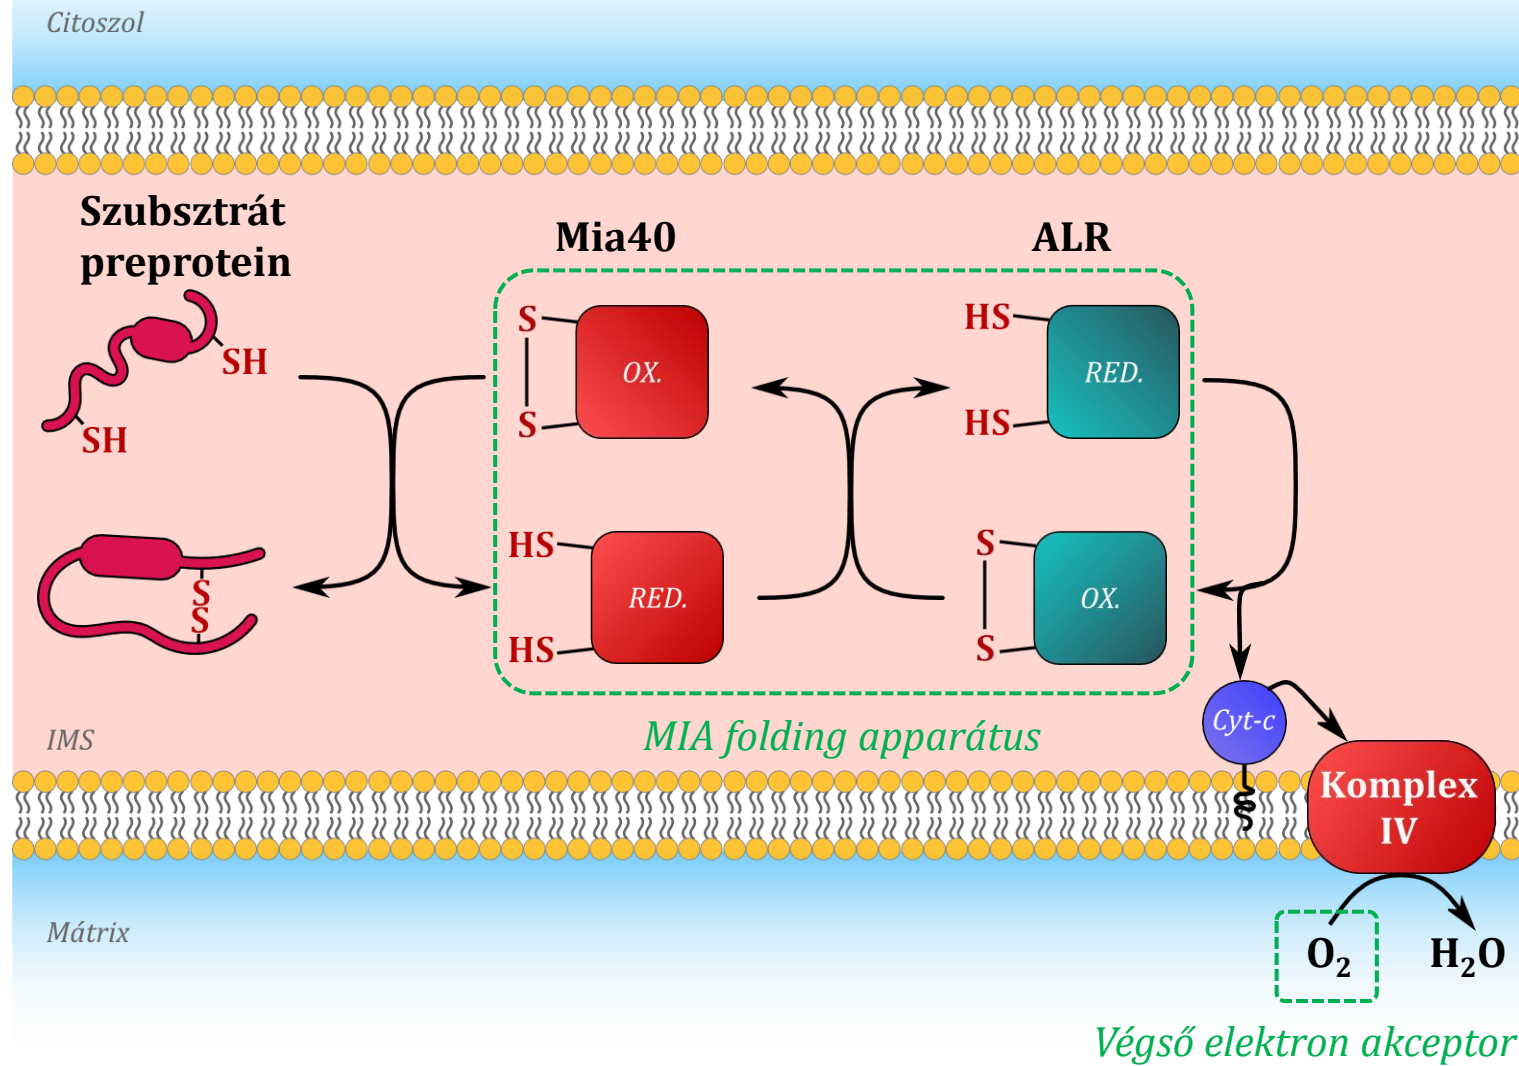 Citoszol
Szubsztrát
preprotein
Mia40
ALR
SH
SH
S
S
OX.
HS
HS
RED.
S
S
HS
HS
RED.
S
S
OX.
IMS
MIA folding apparátus
Cyt-c
Komplex
IV
Mátrix
O₂
H₂O
Végső elektron akceptor